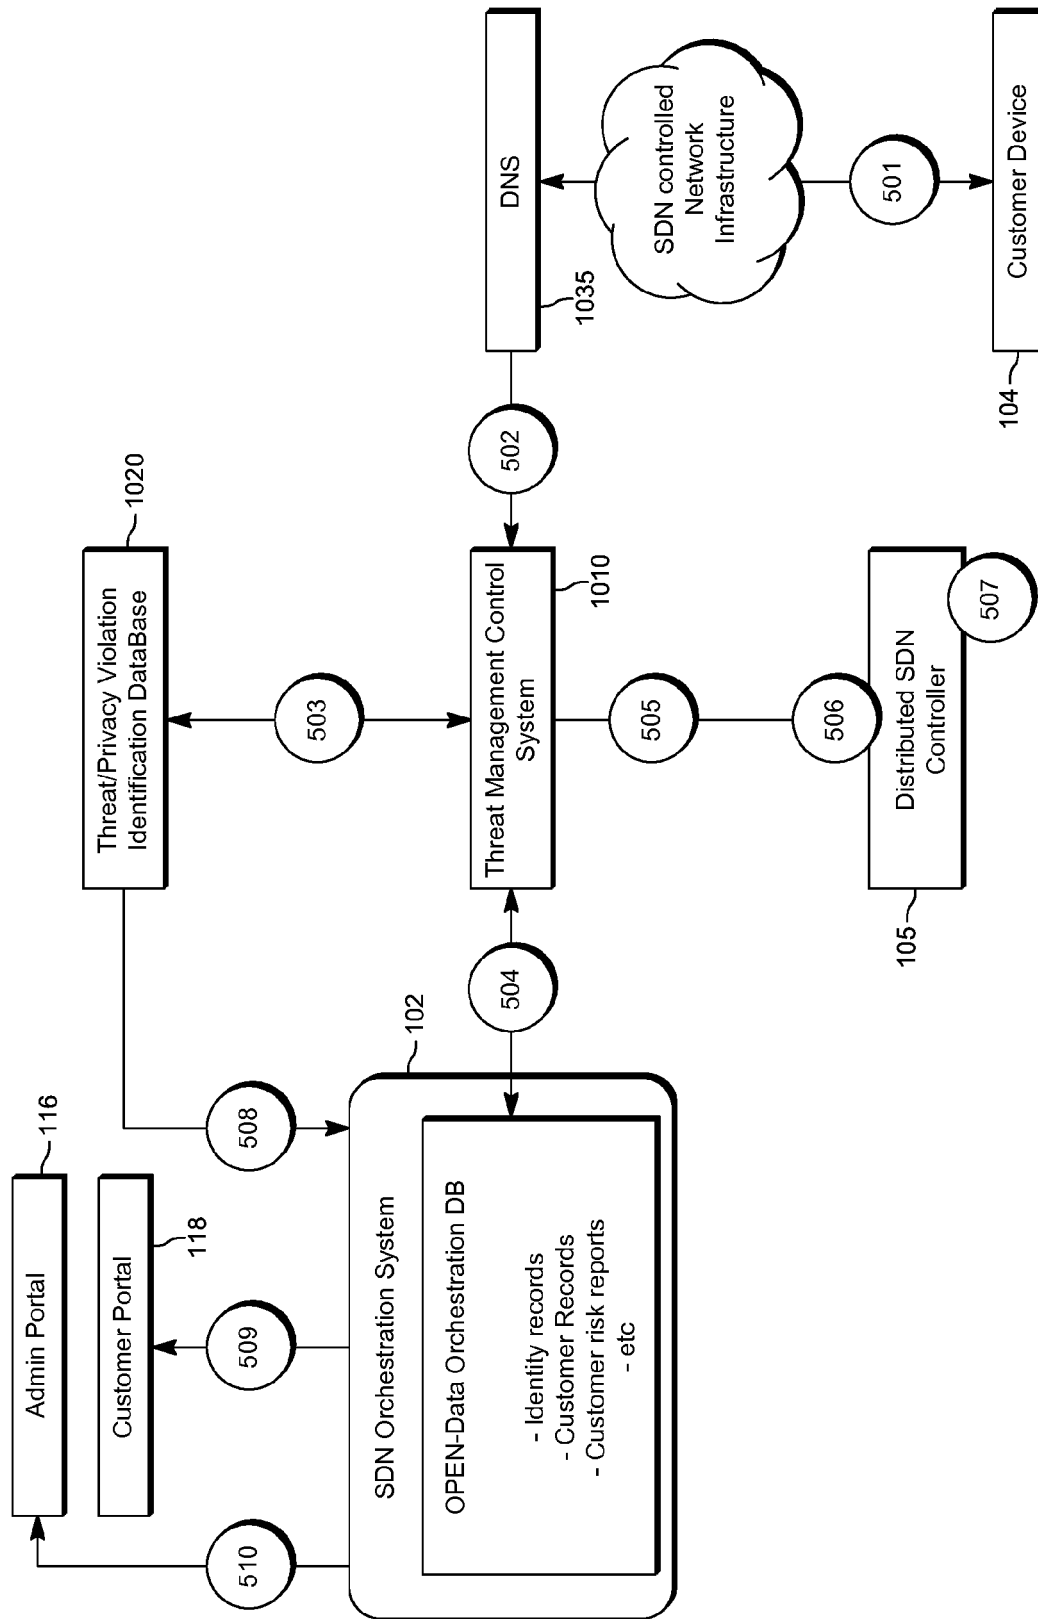 Admin Portal
116
Customer Portal
118
510
509
508
SDN Orchestration System
102
OPEN-Data Orchestration DB
- Identity records
- Customer Records
- Customer risk reports
- etc
504
Threat/Privacy Violation
Identification DataBase
1020
503
Threat Management Control
System
1010
505
506
Distributed SDN
Controller
105
507
502
DNS
1035
SDN controlled
Network
Infrastructure
501
Customer Device
104